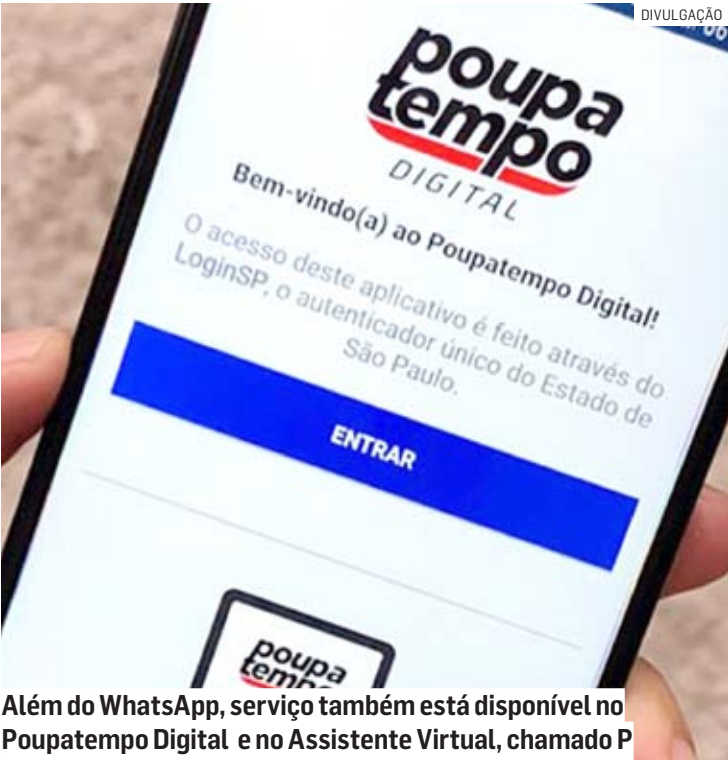 DIVULGAÇÃO
poupa
tempo
DIGITAL
Bem-vindo(a) ao Poupatempo Digital!
O acesso deste aplicativo é feito através do
LoginSP, o autenticador único do Estado de
São Paulo.
ENTRAR
poupa
tempo
Além do WhatsApp, serviço também está disponível no
Poupatempo Digital e no Assistente Virtual, chamado P